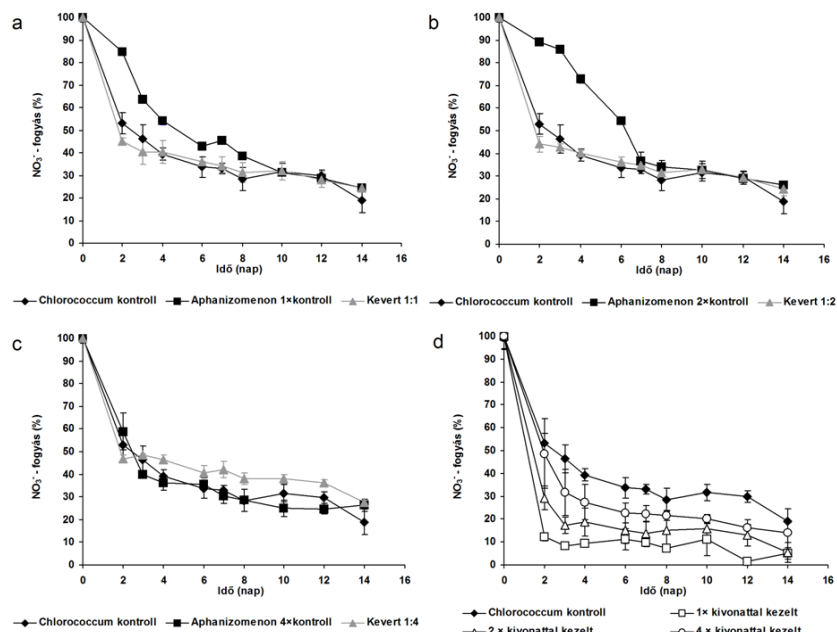 a
NO3- - fogyás (%)
100
90
80
70
60
50
40
30
20
10
0
0 2 4 6 8 10 12 14 16
Idő (nap)
Chlorococcum kontroll Aphanizomenon 1×kontroll Kevert 1:1
b
NO3- - fogyás (%)
100
90
80
70
60
50
40
30
20
10
0
0 2 4 6 8 10 12 14 16
Idő (nap)
Chlorococcum kontroll Aphanizomenon 2×kontroll Kevert 1:2
c
NO3- - fogyás (%)
100
90
80
70
60
50
40
30
20
10
0
0 2 4 6 8 10 12 14 16
Idő (nap)
Chlorococcum kontroll Aphanizomenon 4×kontroll Kevert 1:4
d
NO3- - fogyás (%)
100
90
80
70
60
50
40
30
20
10
0
0 2 4 6 8 10 12 14 16
Idő (nap)
Chlorococcum kontroll 1× kivonattal kezelt
2 × kivonattal kezelt 4 × kivonattal kezelt